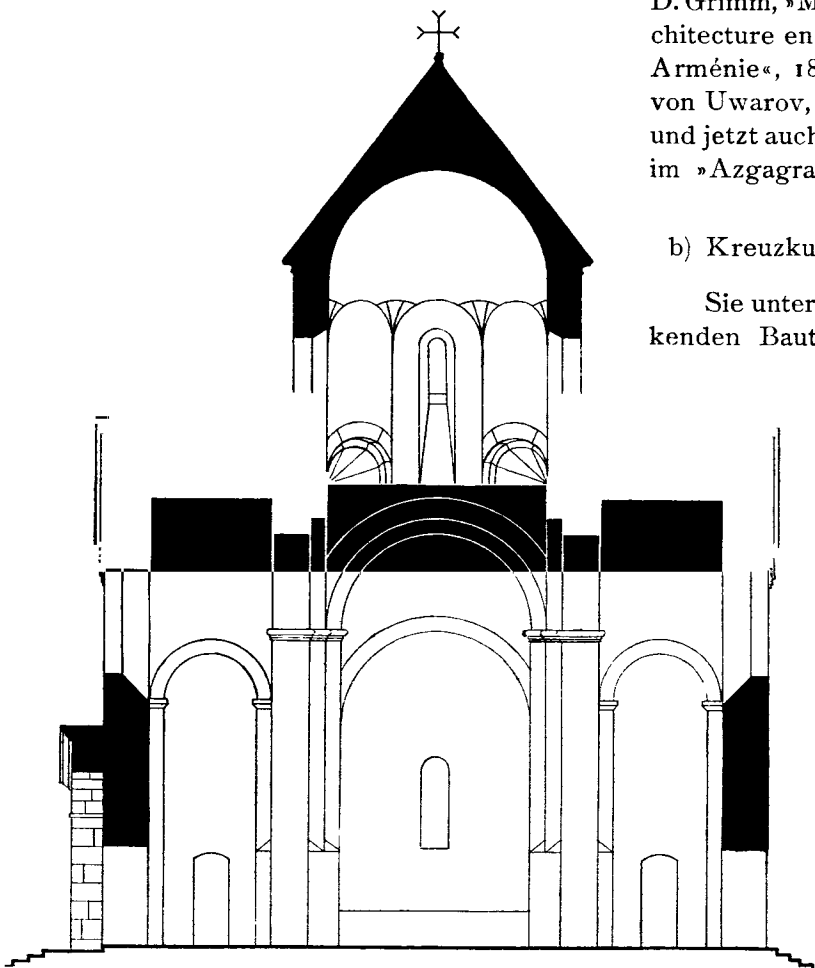 D. Grimm, »M
chitecture en
Arménie«, 18
von Uwarov,
und jetzt auch
im »Azgagra
b) Kreuzku
Sie unter
kenden Baut